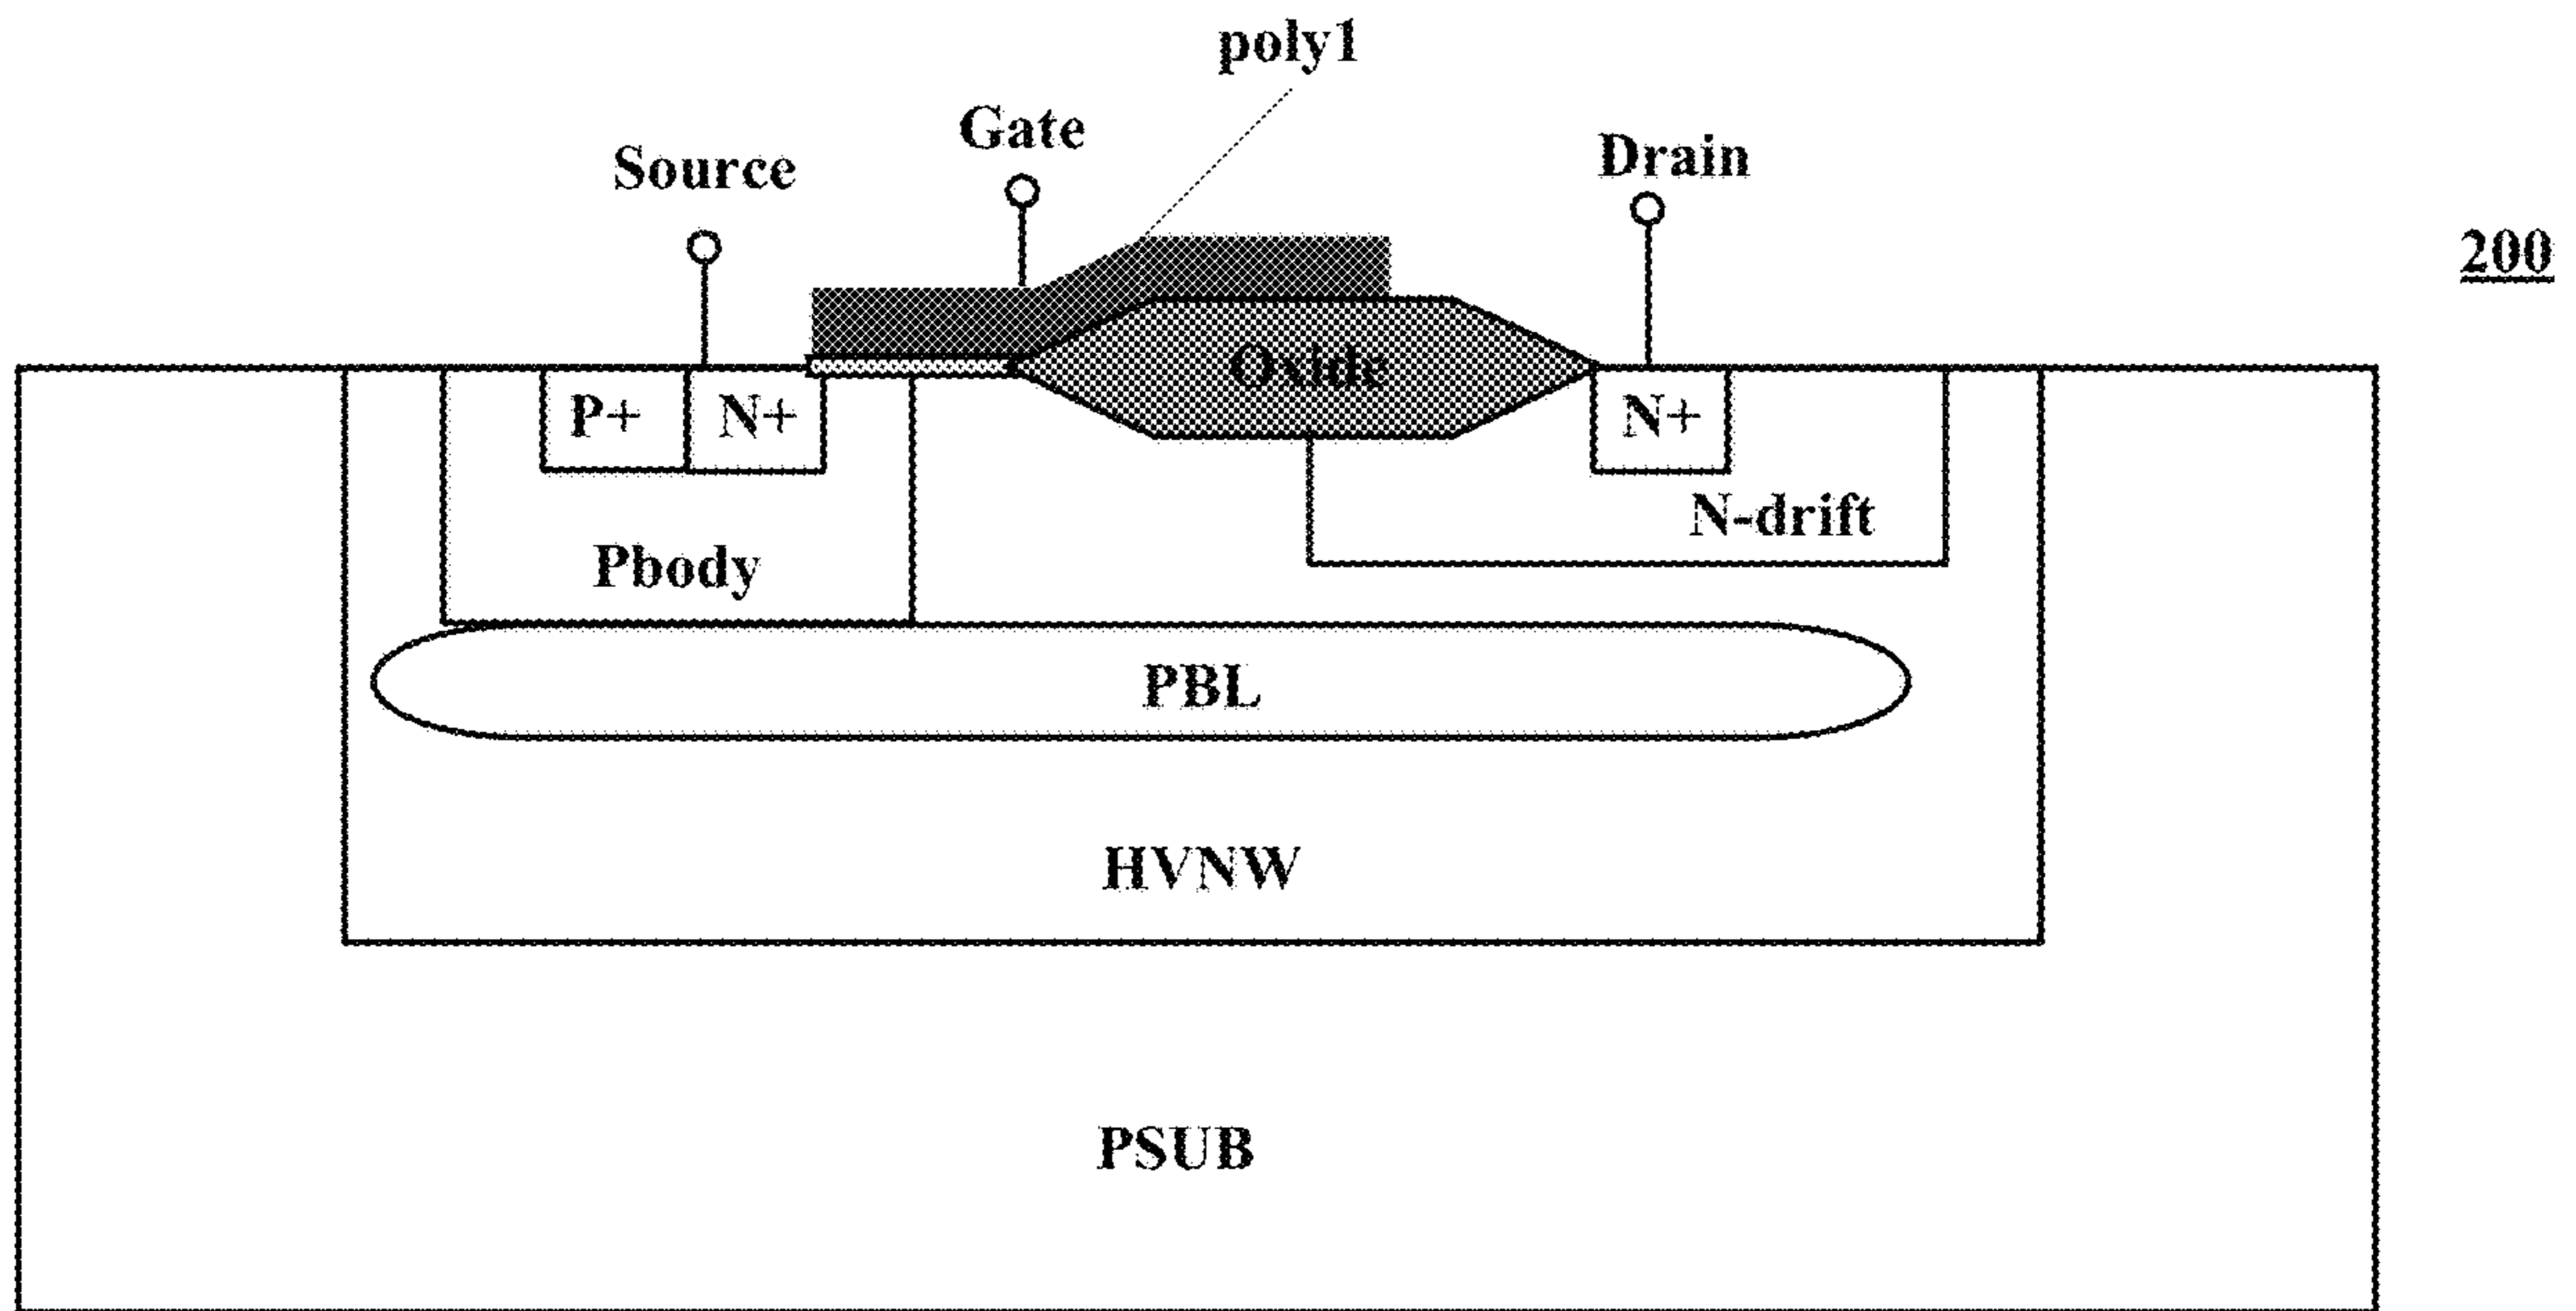 poly1
Gate
Source
Drain
200
Oxide
P+
N+
N+
N-drift
Pbody
PBL
HVNW
PSUB